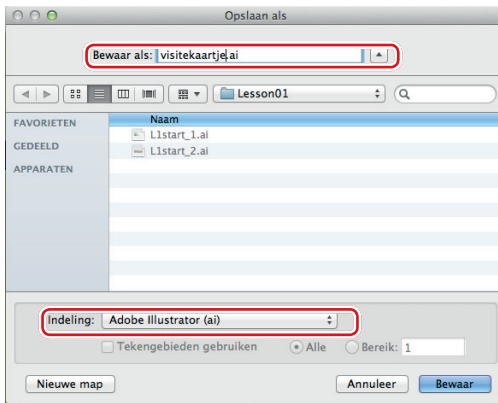 Opslaan als
Bewaar als: visitekaartje.ai
Lesson01
FAVORIETEN
GEDEELD
APPARATEN
Naam
L1start_1.ai
L1start_2.ai
Indeling: Adobe Illustrator (ai)
Tekengebieden gebruiken Alle Bereik: 1
Nieuwe map Annuleer Bewaar